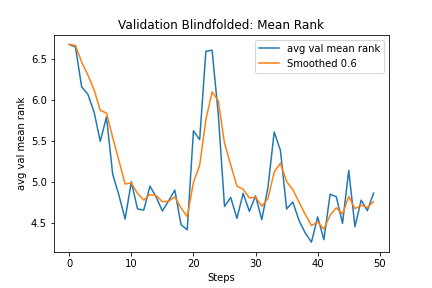 Validation Blindfolded: Mean Rank
avg val mean rank
Smoothed 0.6
avg val mean rank
6.5
6.0
5.5
5.0
4.5
0 10 20 30 40 50
Steps